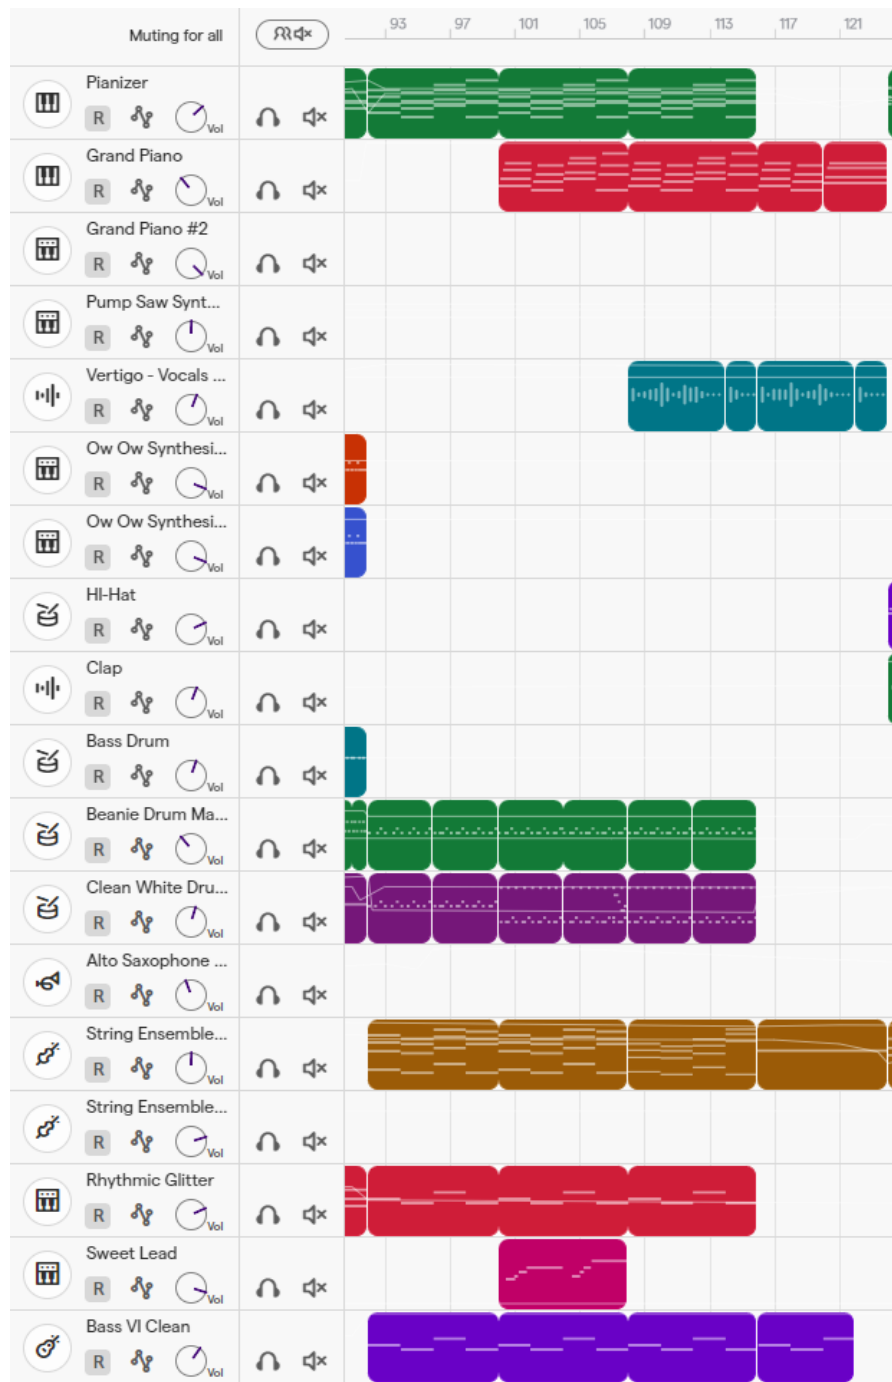 Muting for all
93 97 101 105 109 113 117 121
Pianizer
R Vol
Grand Piano
R Vol
Grand Piano #2
R Vol
Pump Saw Synt...
R Vol
Vertigo - Vocals ...
R Vol
Ow Ow Synthesi...
R Vol
Ow Ow Synthesi...
R Vol
HI-Hat
R Vol
Clap
R Vol
Bass Drum
R Vol
Beanie Drum Ma...
R Vol
Clean White Dru...
R Vol
Alto Saxophone ...
R Vol
String Ensemble...
R Vol
String Ensemble...
R Vol
Rhythmic Glitter
R Vol
Sweet Lead
R Vol
Bass VI Clean
R Vol